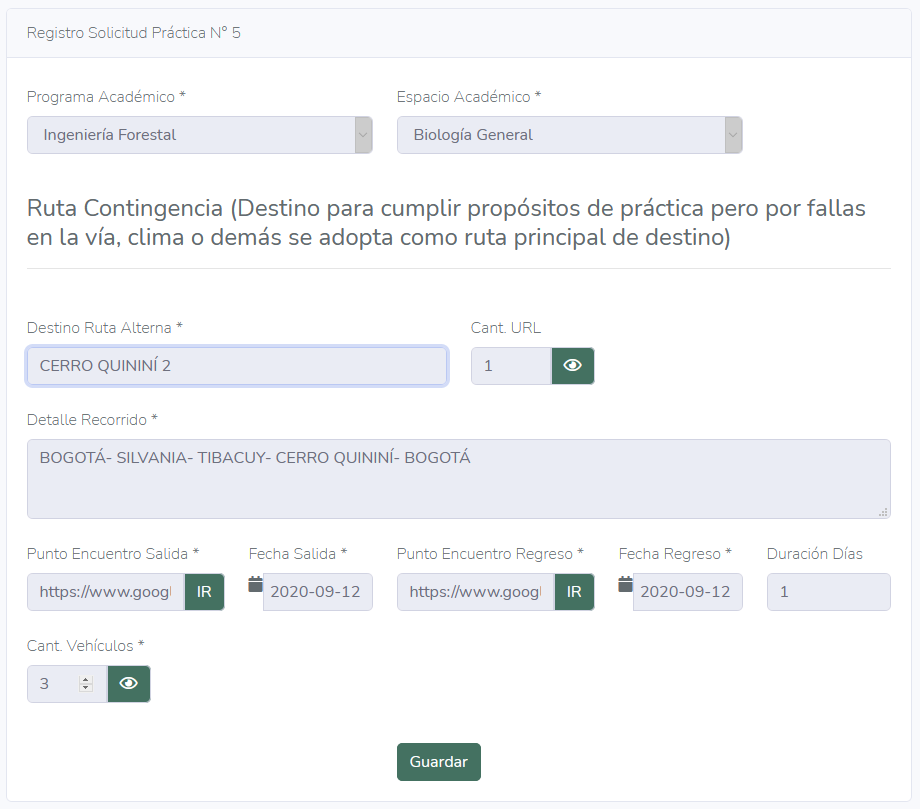 Registro Solicitud Práctica N° 5
Programa Académico * Espacio Académico *
Ingeniería Forestal Biología General
Ruta Contingencia (Destino para cumplir propósitos de práctica pero por fallas
en la vía, clima o demás se adopta como ruta principal de destino)
Destino Ruta Alterna * Cant. URL
CERRO QUININÍ 2 1
Detalle Recorrido *
BOGOTÁ- SILVANIA- TIBACUY- CERRO QUININÍ- BOGOTÁ
Punto Encuentro Salida * Fecha Salida * Punto Encuentro Regreso * Fecha Regreso * Duración Días
https://www.googl IR 2020-09-12 https://www.googl IR 2020-09-12 1
Cant. Vehículos *
3
Guardar